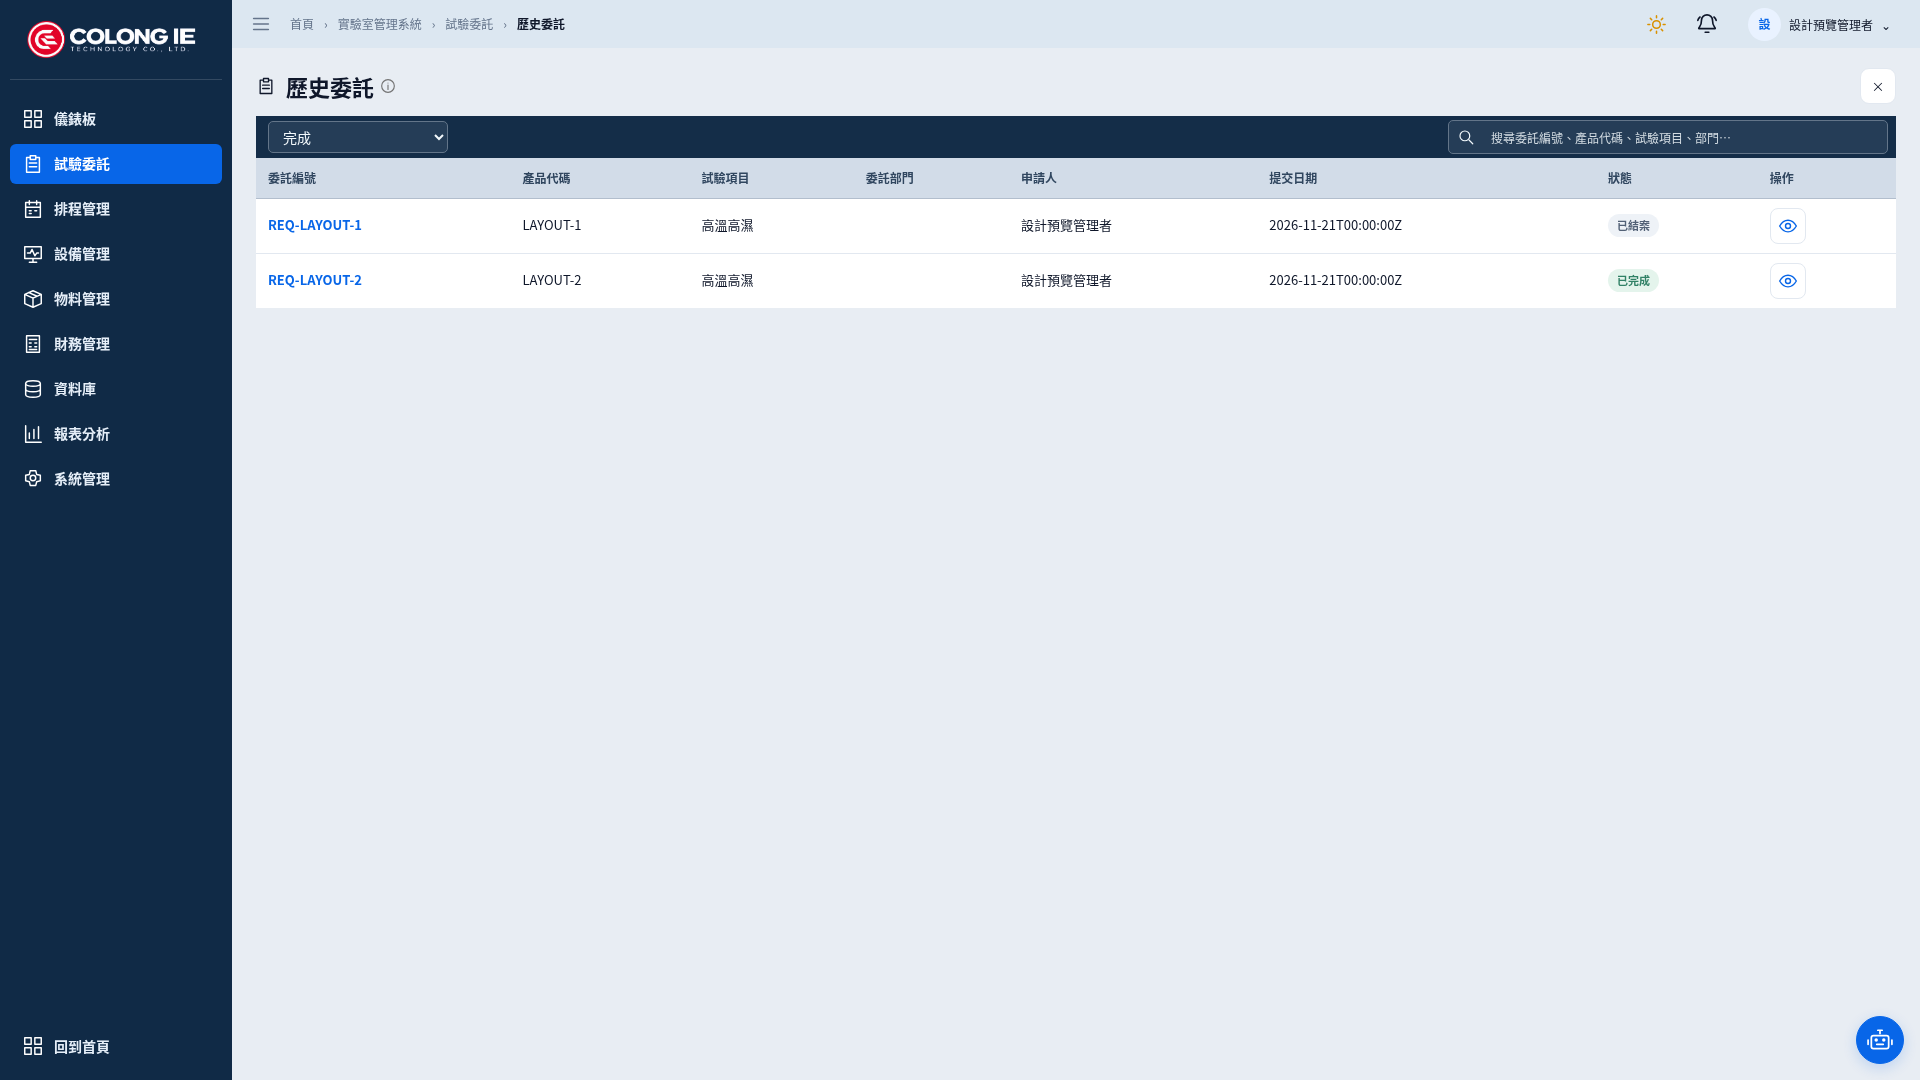 COLONG IE
TECHNOLOGY CO., LTD.
首頁 › 實驗室管理系統 › 試驗委託 › 歷史委託
設 設計預覽管理者
儀錶板
試驗委託
排程管理
設備管理
物料管理
財務管理
資料庫
報表分析
系統管理
回到首頁
歷史委託
完成
搜尋委託編號、產品代碼、試驗項目、部門…
委託編號 產品代碼 試驗項目 委託部門 申請人 提交日期 狀態 操作
REQ-LAYOUT-1 LAYOUT-1 高溫高濕 設計預覽管理者 2026-11-21T00:00:00Z 已結案
REQ-LAYOUT-2 LAYOUT-2 高溫高濕 設計預覽管理者 2026-11-21T00:00:00Z 已完成